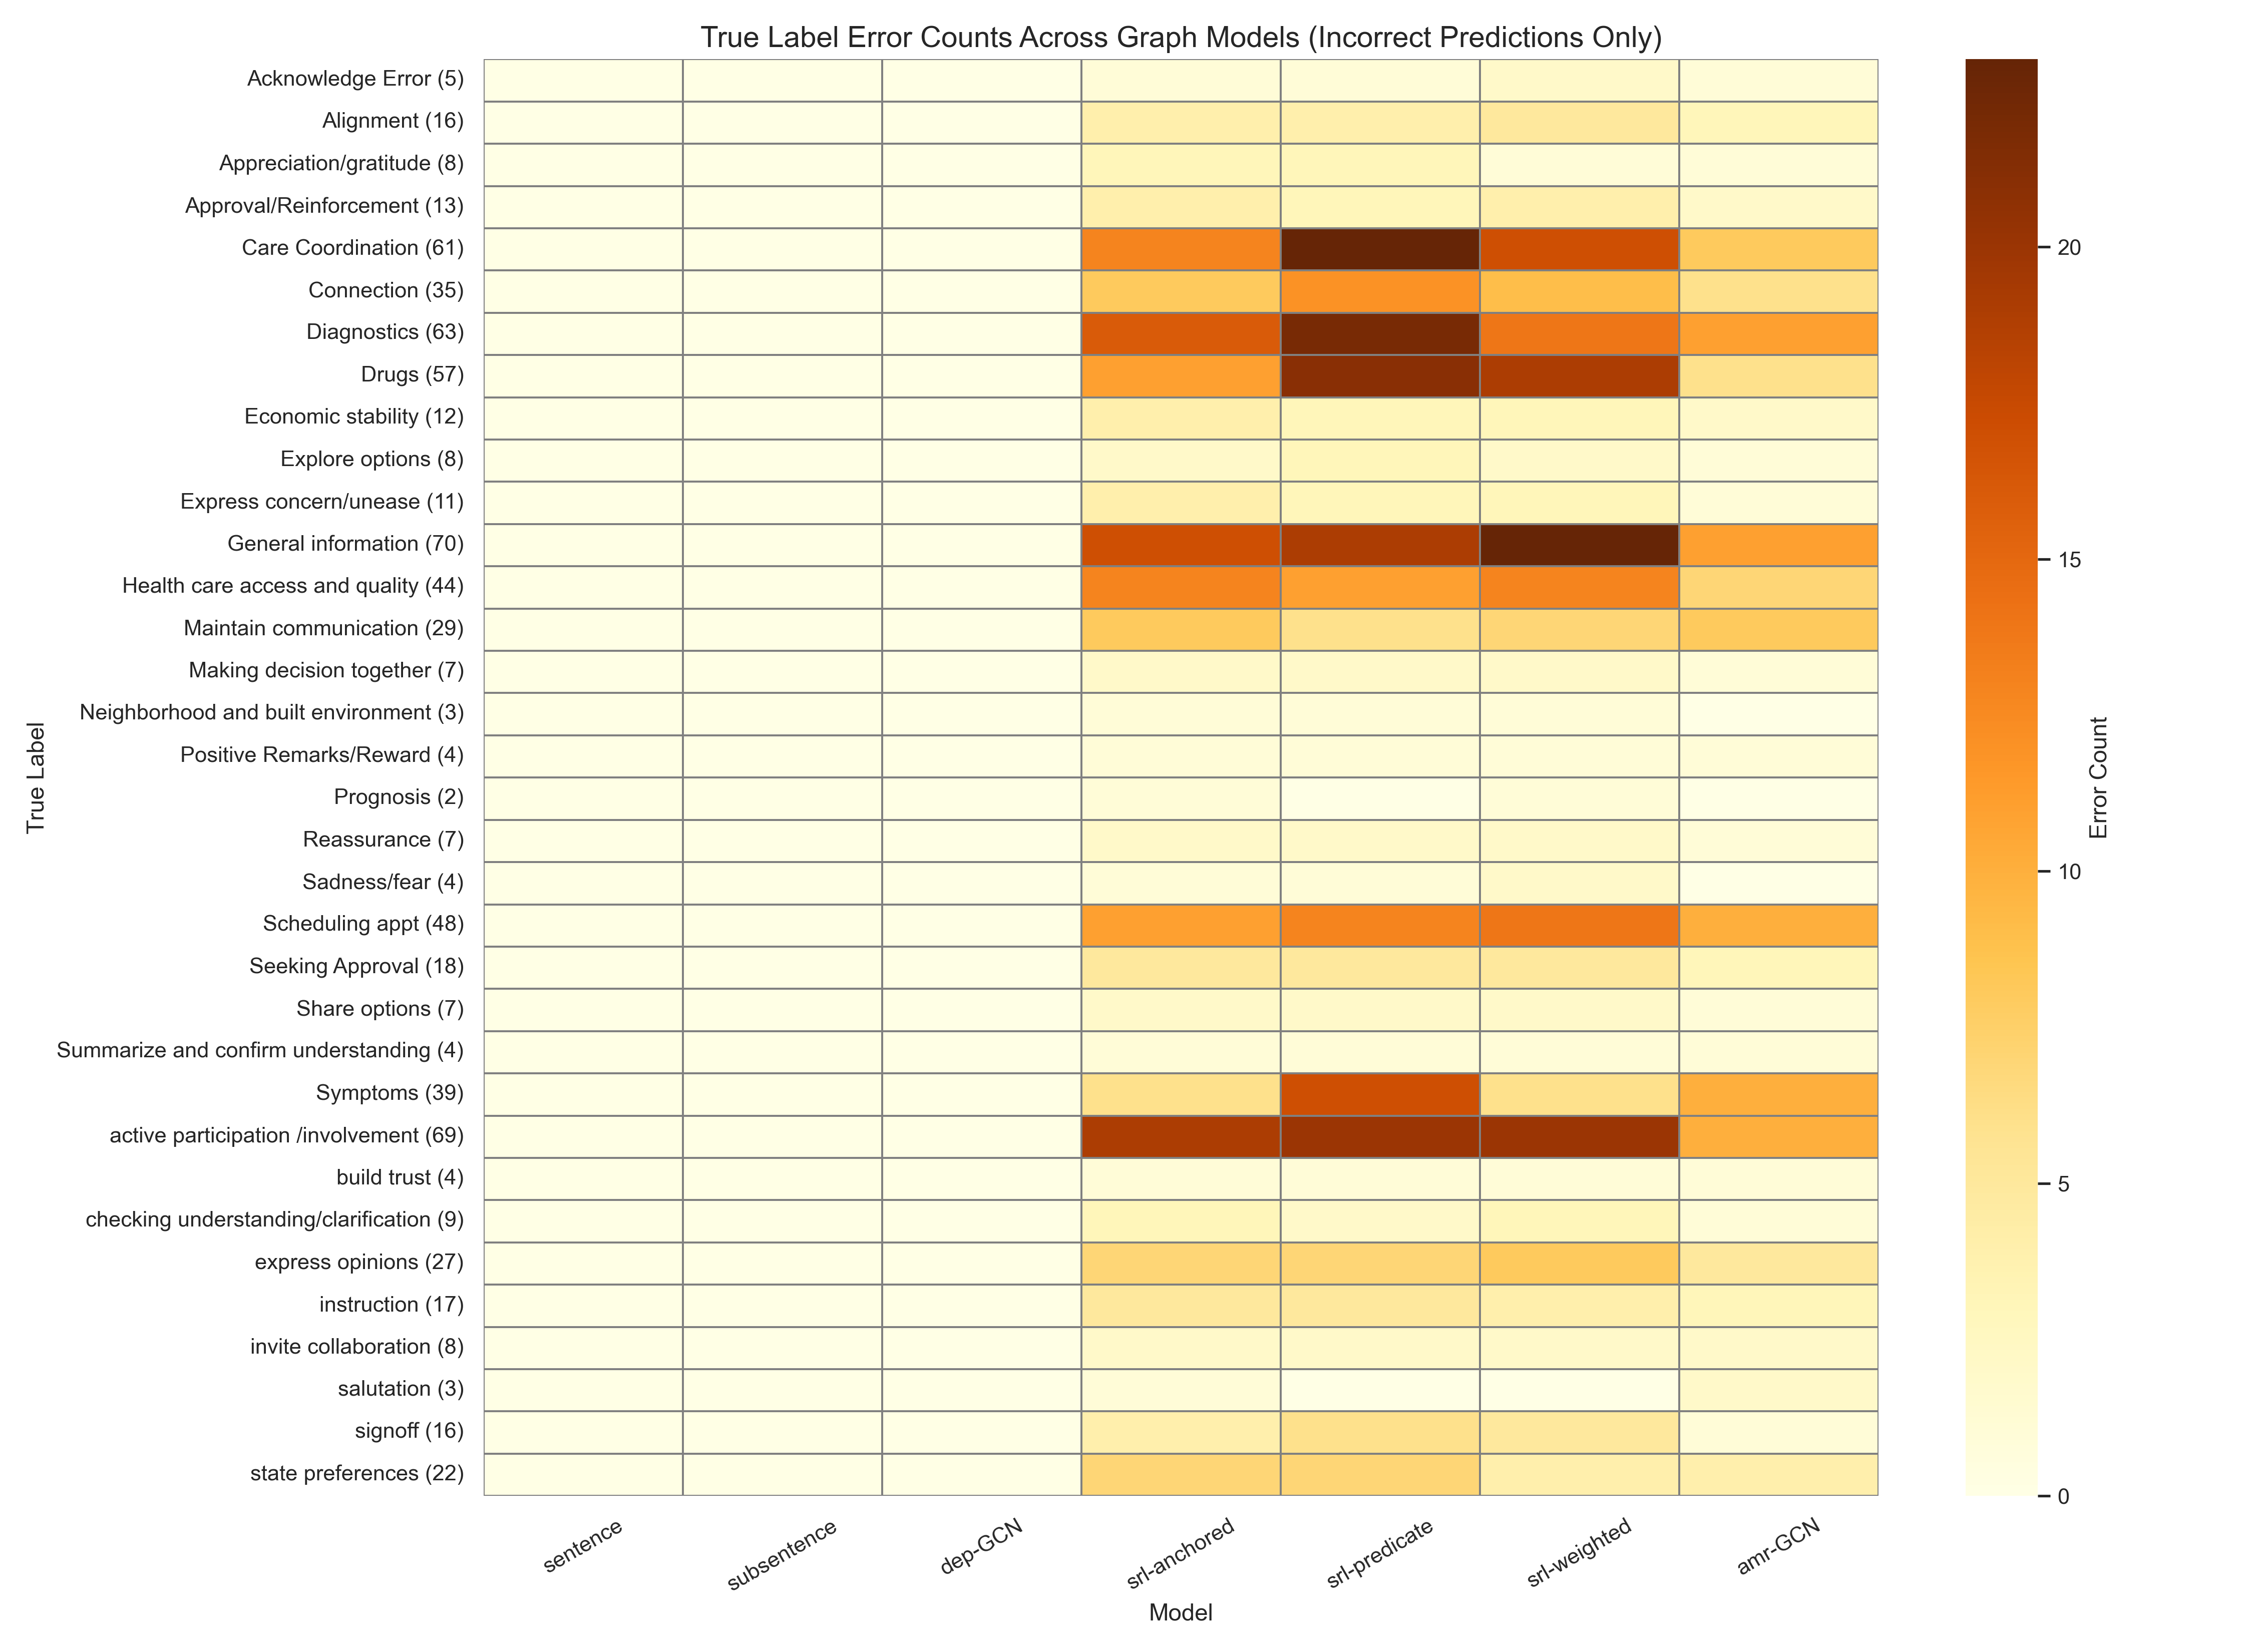 True Label Error Counts Across Graph Models (Incorrect Predictions Only)
True Label
Acknowledge Error (5)
Alignment (16)
Appreciation/gratitude (8)
Approval/Reinforcement (13)
Care Coordination (61)
Connection (35)
Diagnostics (63)
Drugs (57)
Economic stability (12)
Explore options (8)
Express concern/unease (11)
General information (70)
Health care access and quality (44)
Maintain communication (29)
Making decision together (7)
Neighborhood and built environment (3)
Positive Remarks/Reward (4)
Prognosis (2)
Reassurance (7)
Sadness/fear (4)
Scheduling appt (48)
Seeking Approval (18)
Share options (7)
Summarize and confirm understanding (4)
Symptoms (39)
active participation /involvement (69)
build trust (4)
checking understanding/clarification (9)
express opinions (27)
instruction (17)
invite collaboration (8)
salutation (3)
signoff (16)
state preferences (22)
sentence
subsentence
dep-GCN
srl-anchored
srl-predicate
srl-weighted
amr-GCN
Model
20
15
10
5
0
Error Count